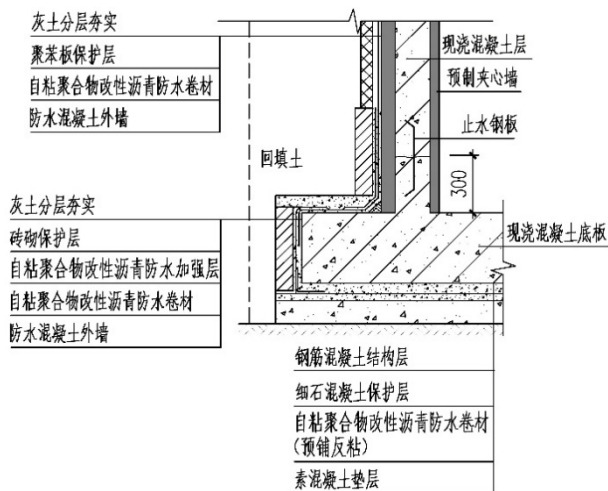 灰土分层夯实
聚苯板保护层
自粘聚合物改性沥青防水卷材
防水混凝土外墙
回填土
现浇混凝土层
预制夹心墙
止水钢板
300
灰土分层夯实
砖砌保护层
自粘聚合物改性沥青防水加强层
自粘聚合物改性沥青防水卷材
防水混凝土外墙
现浇混凝土底板
钢筋混凝土结构层
细石混凝土保护层
自粘聚合物改性沥青防水卷材
(预铺反粘)
素混凝土垫层